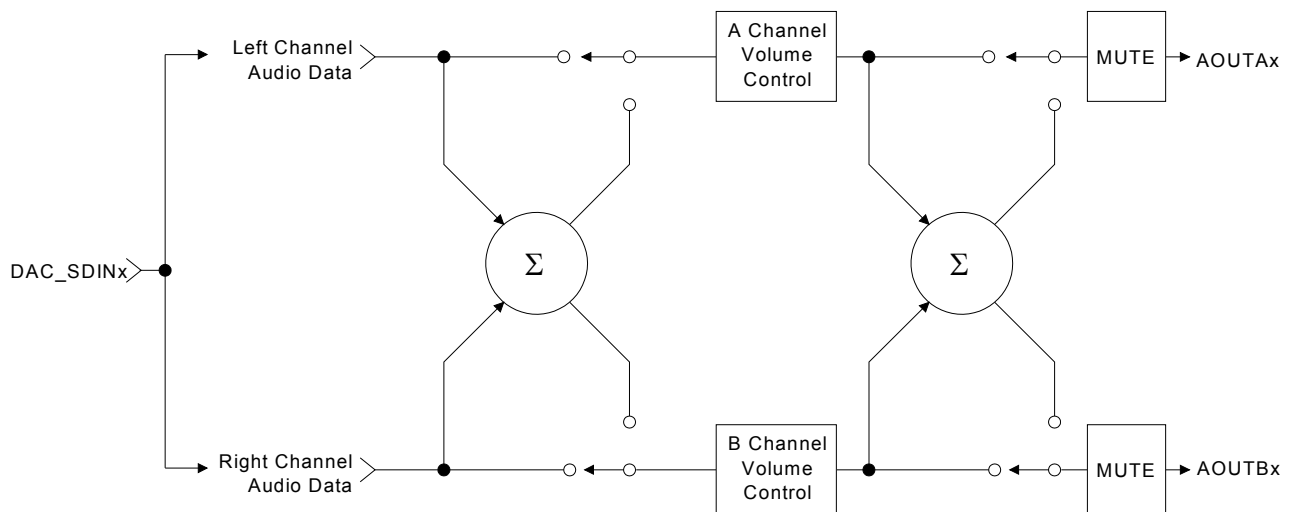 Left Channel
Audio Data
A Channel
Volume
Control
MUTE
AOUTAx
Σ
Σ
DAC_SDINx
Right Channel
Audio Data
B Channel
Volume
Control
MUTE
AOUTBx